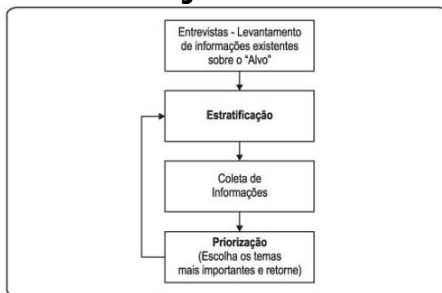 Entrevistas - Levantamento
de informações existentes
sobre o “Alvo”
Estratificação
Coleta de
Informações
Priorização
(Escolha os temas
mais importantes e retorne)